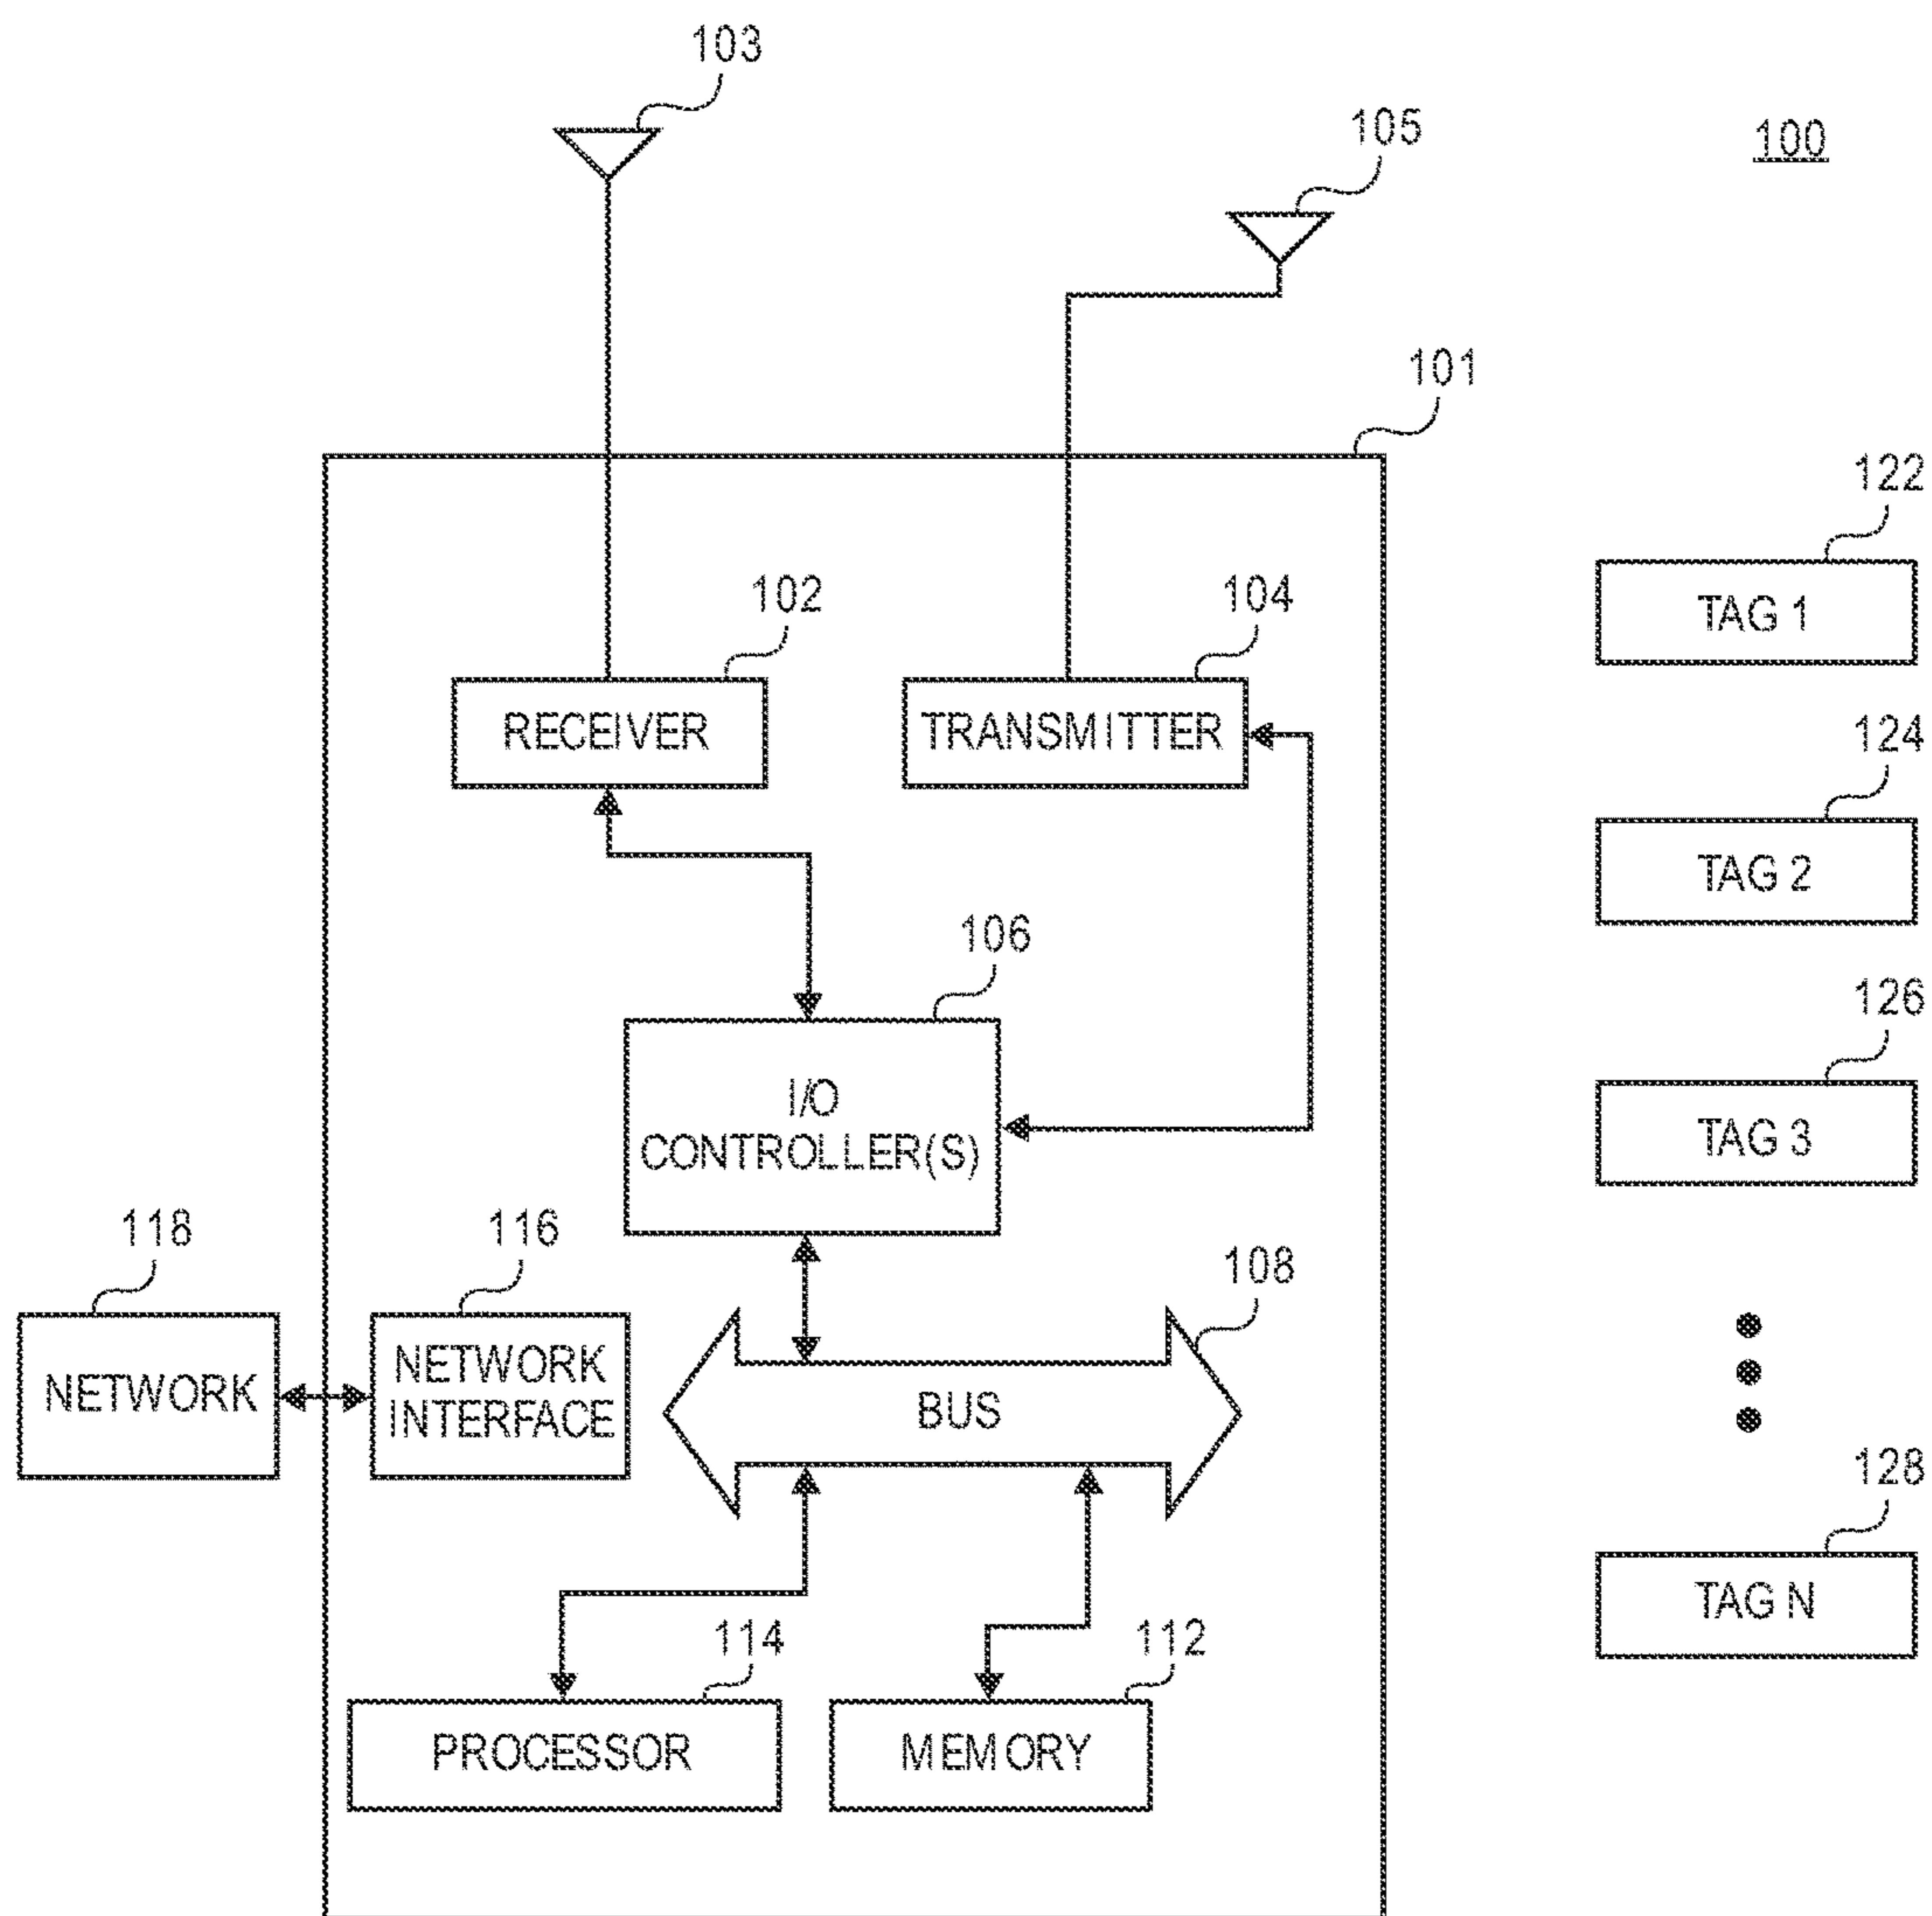 103
105
100
101
122
TAG 1
102
104
RECEIVER
TRANSMITTER
124
TAG 2
106
126
I/O
CONTROLLER(S)
TAG 3
118
116
108
NETWORK
NETWORK
INTERFACE
BUS
128
TAG N
114
112
PROCESSOR
MEMORY